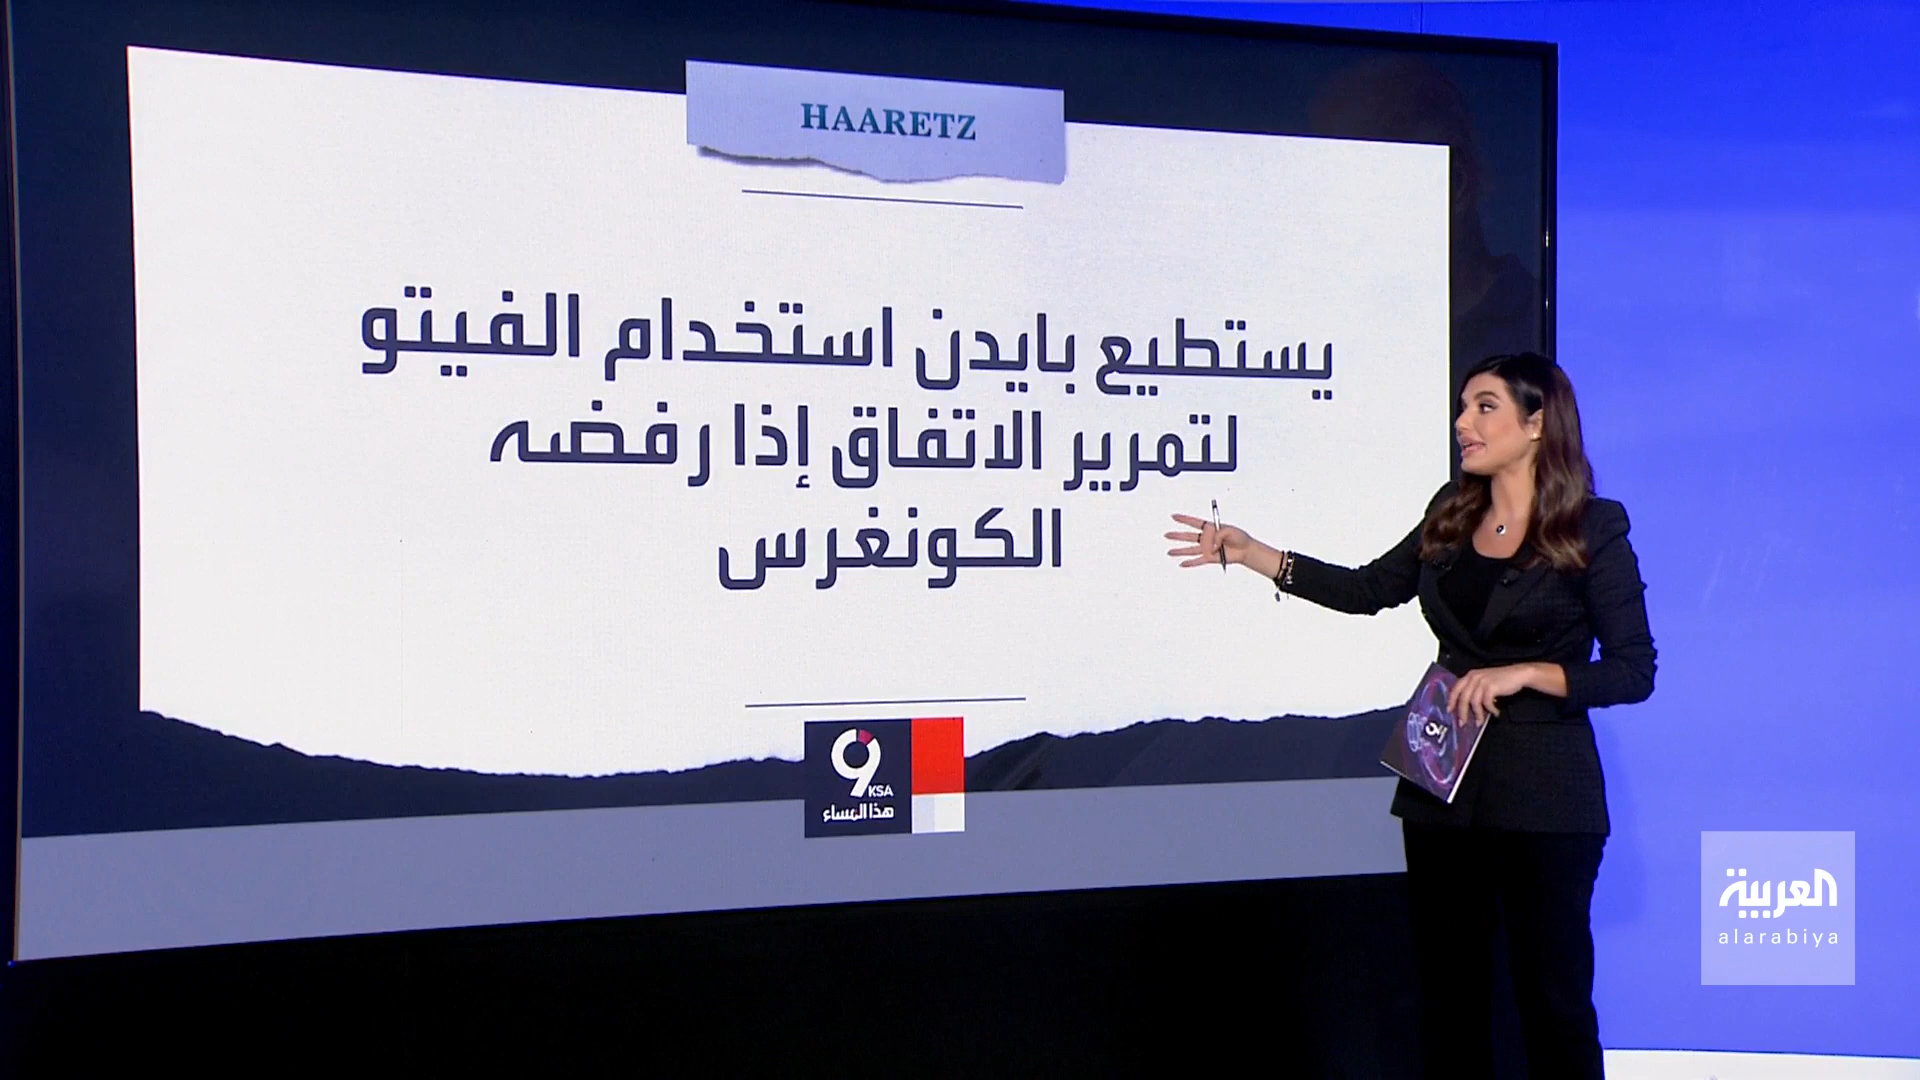 HAARETZ
يستطيع بايدن استخدام الفيتو
لتمرير الاتفاق إذا رفضه
الكونغرس
9
KSA
هذا المساء
العربية
alarabiya